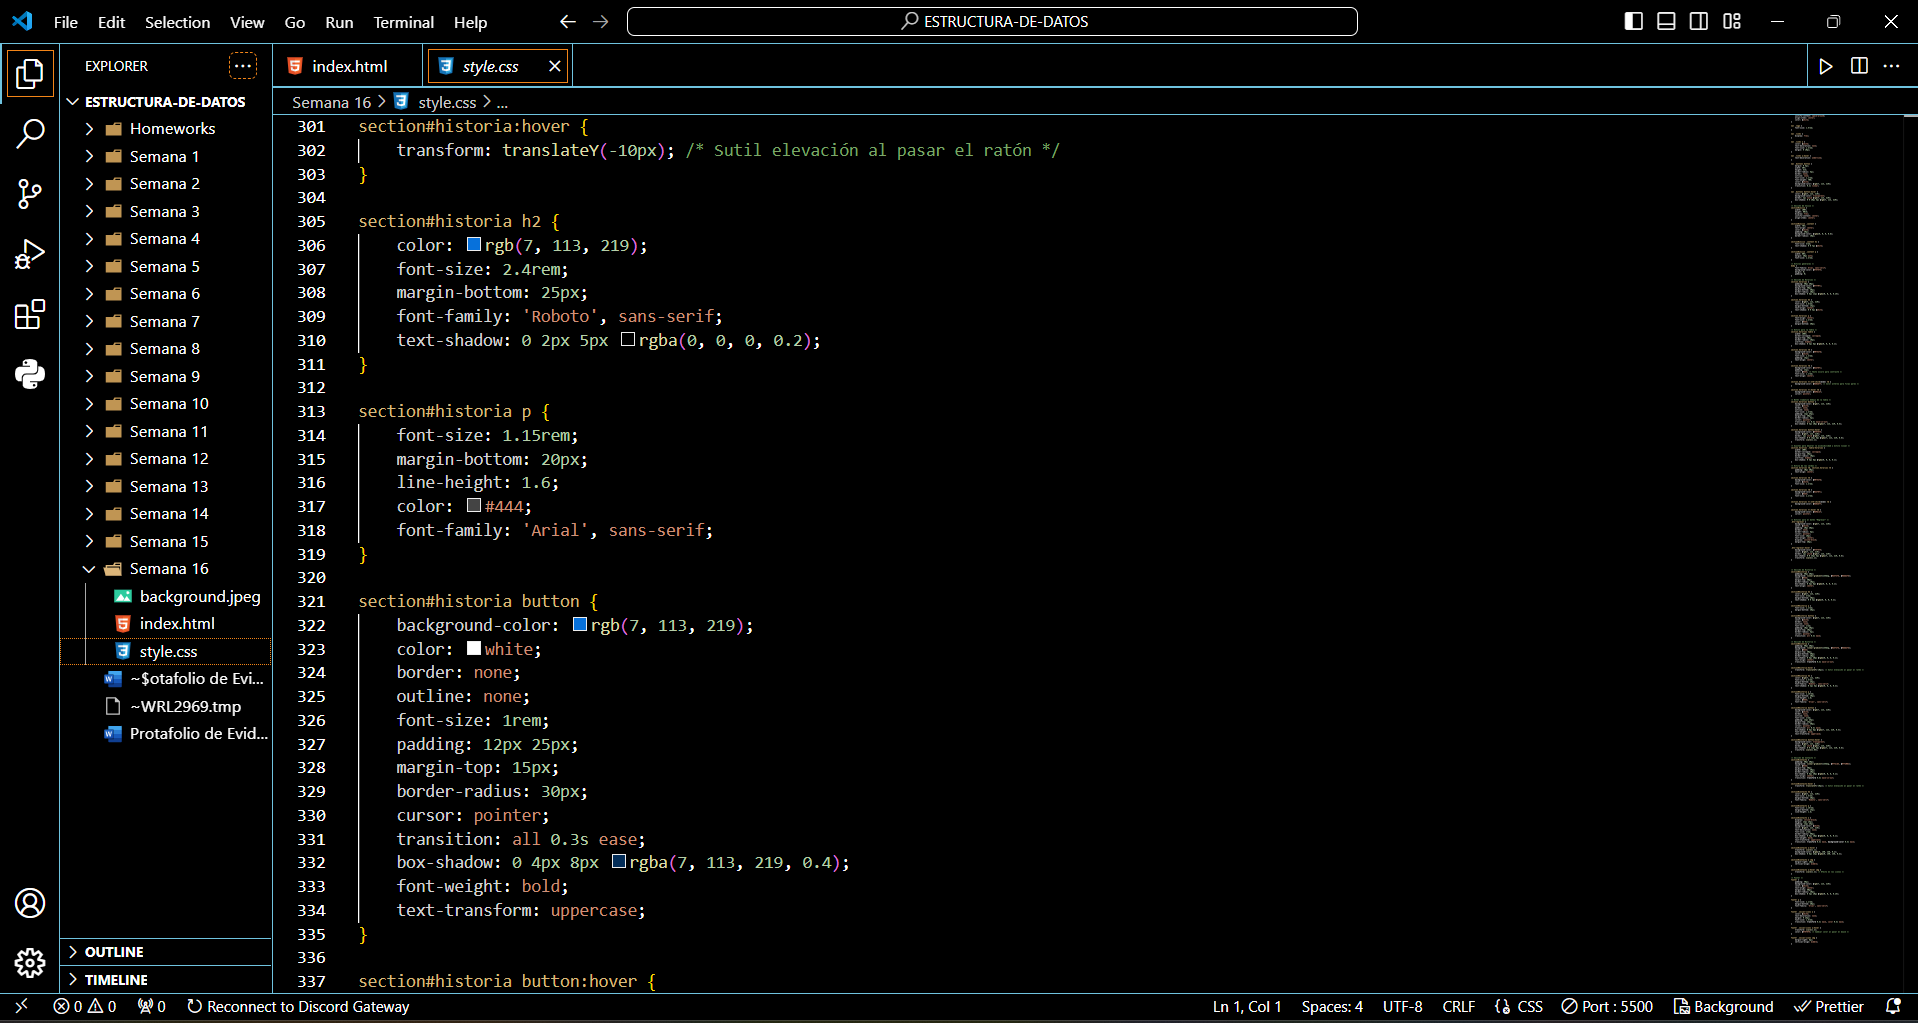 File Edit Selection View Go Run Terminal Help
ESTRUCTURA-DE-DATOS
EXPLORER
ESTRUCTURA-DE-DATOS
Homeworks
Semana 1
Semana 2
Semana 3
Semana 4
Semana 5
Semana 6
Semana 7
Semana 8
Semana 9
Semana 10
Semana 11
Semana 12
Semana 13
Semana 14
Semana 15
Semana 16
background.jpeg
index.html
style.css
~$otafolio de Evi...
~WRL2969.tmp
Protafolio de Evid...
OUTLINE
TIMELINE
index.html
style.css
Semana 16 > style.css > ...
301 section#historia:hover {
302 transform: translateY(-10px); /* Sutil elevación al pasar el ratón */
303 }
304
305 section#historia h2 {
306 color: rgb(7, 113, 219);
307 font-size: 2.4rem;
308 margin-bottom: 25px;
309 font-family: 'Roboto', sans-serif;
310 text-shadow: 0 2px 5px rgba(0, 0, 0, 0.2);
311 }
312
313 section#historia p {
314 font-size: 1.15rem;
315 margin-bottom: 20px;
316 line-height: 1.6;
317 color: #444;
318 font-family: 'Arial', sans-serif;
319 }
320
321 section#historia button {
322 background-color: rgb(7, 113, 219);
323 color: white;
324 border: none;
325 outline: none;
326 font-size: 1rem;
327 padding: 12px 25px;
328 margin-top: 15px;
329 border-radius: 30px;
330 cursor: pointer;
331 transition: all 0.3s ease;
332 box-shadow: 0 4px 8px rgba(7, 113, 219, 0.4);
333 font-weight: bold;
334 text-transform: uppercase;
335 }
336
337 section#historia button:hover {
0 0 0 Reconnect to Discord Gateway
Ln 1, Col 1 Spaces: 4 UTF-8 CRLF {} CSS Port : 5500 Background Prettier